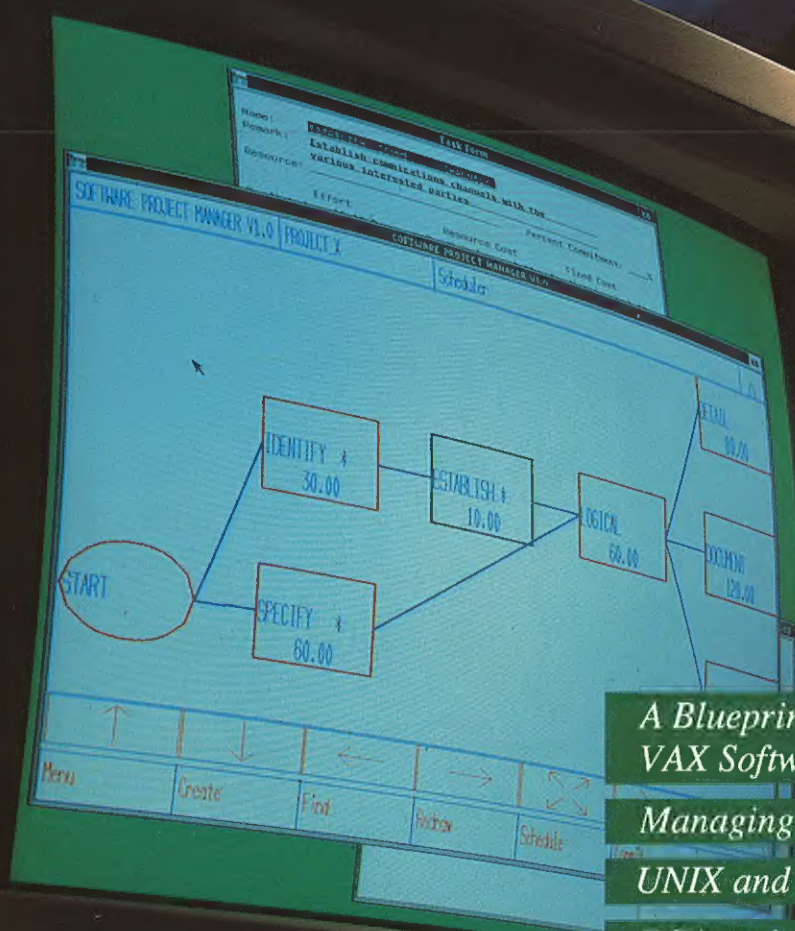 Task Form
Name:
Remark:
Establish commications channels with the
various interested parties
Resource:
Percent Commitment: X
Effort
Resource Cost
Fixed Cost
SOFTWARE PROJECT MANAGER V1.0
SOFTWARE PROJECT MANAGER V1.0 PROJECT X
Scheduler
DETAIL
80.00
IDENTIFY *
30.00
ESTABLISH *
10.00
LOGICAL
60.00
DOCUMENT
120.00
START
SPECIFY *
60.00
Menu
Create
Find
Redraw
Schedule
A Blueprin
VAX Softw
Managing
UNIX and